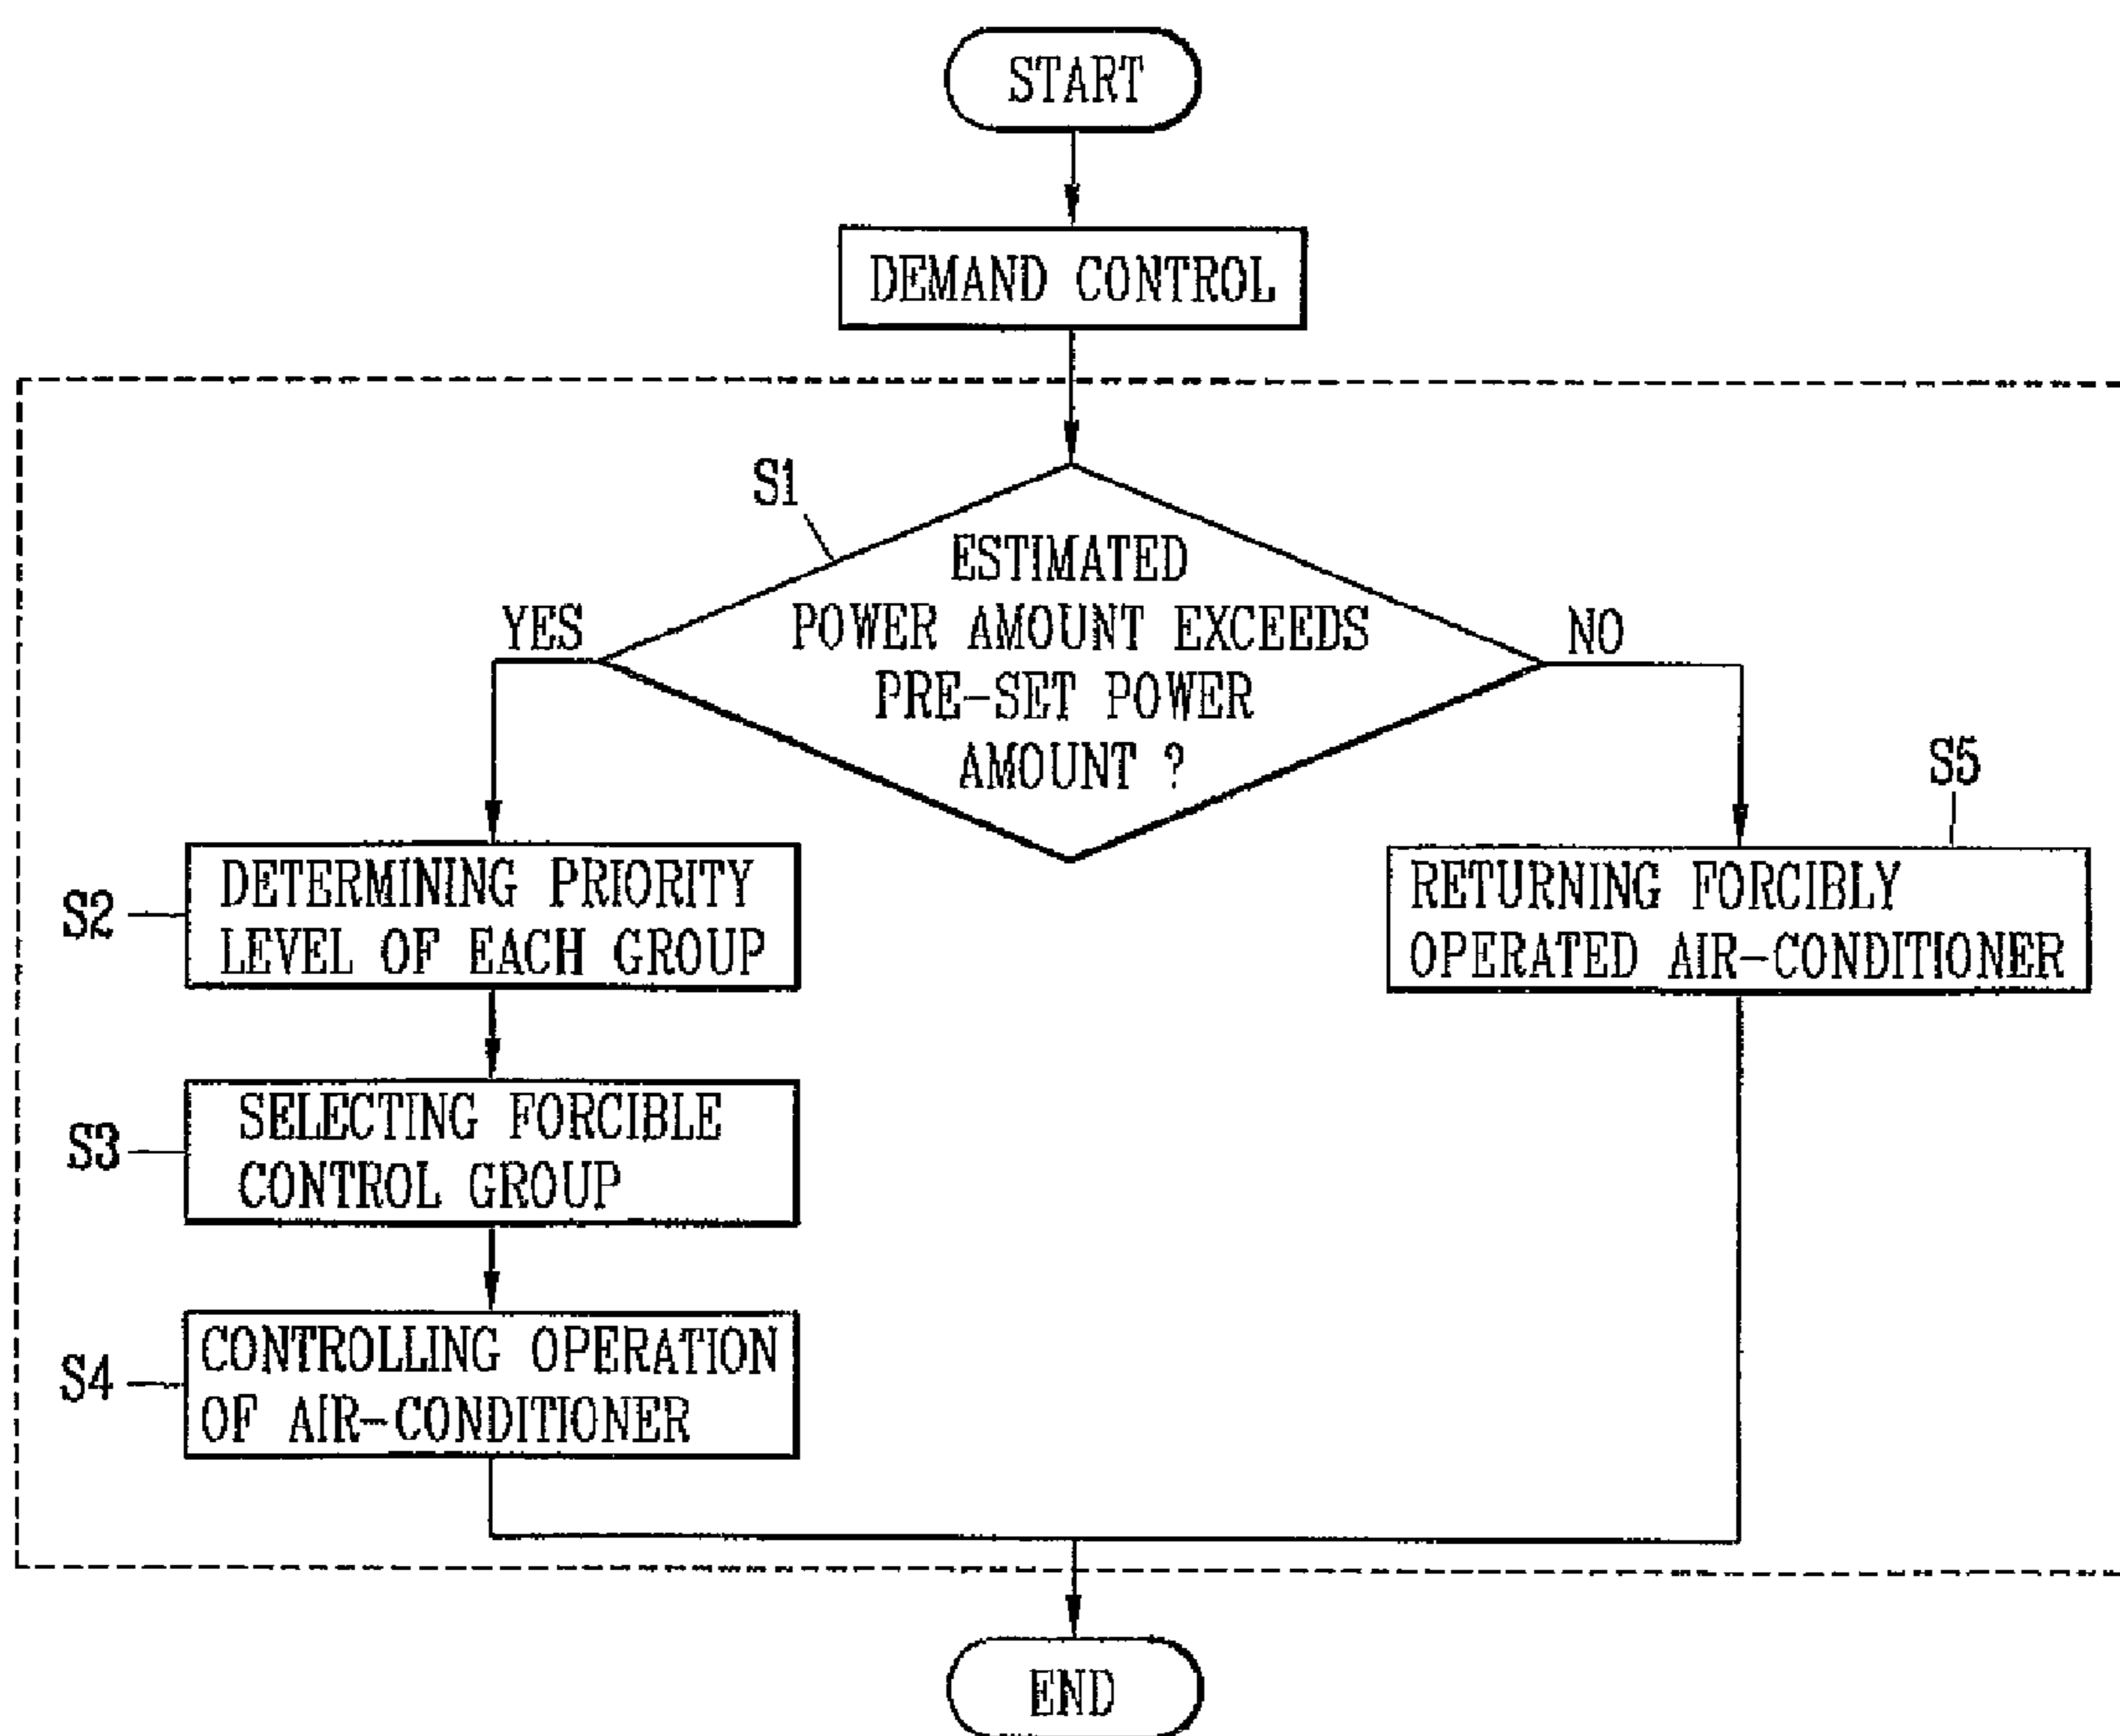 START
DEMAND CONTROL
S1
ESTIMATED
POWER AMOUNT EXCEEDS
PRE-SET POWER
AMOUNT ?
YES
NO
S2
DETERMINING PRIORITY
LEVEL OF EACH GROUP
S5
RETURNING FORCIBLY
OPERATED AIR-CONDITIONER
S3
SELECTING FORCIBLE
CONTROL GROUP
S4
CONTROLLING OPERATION
OF AIR-CONDITIONER
END